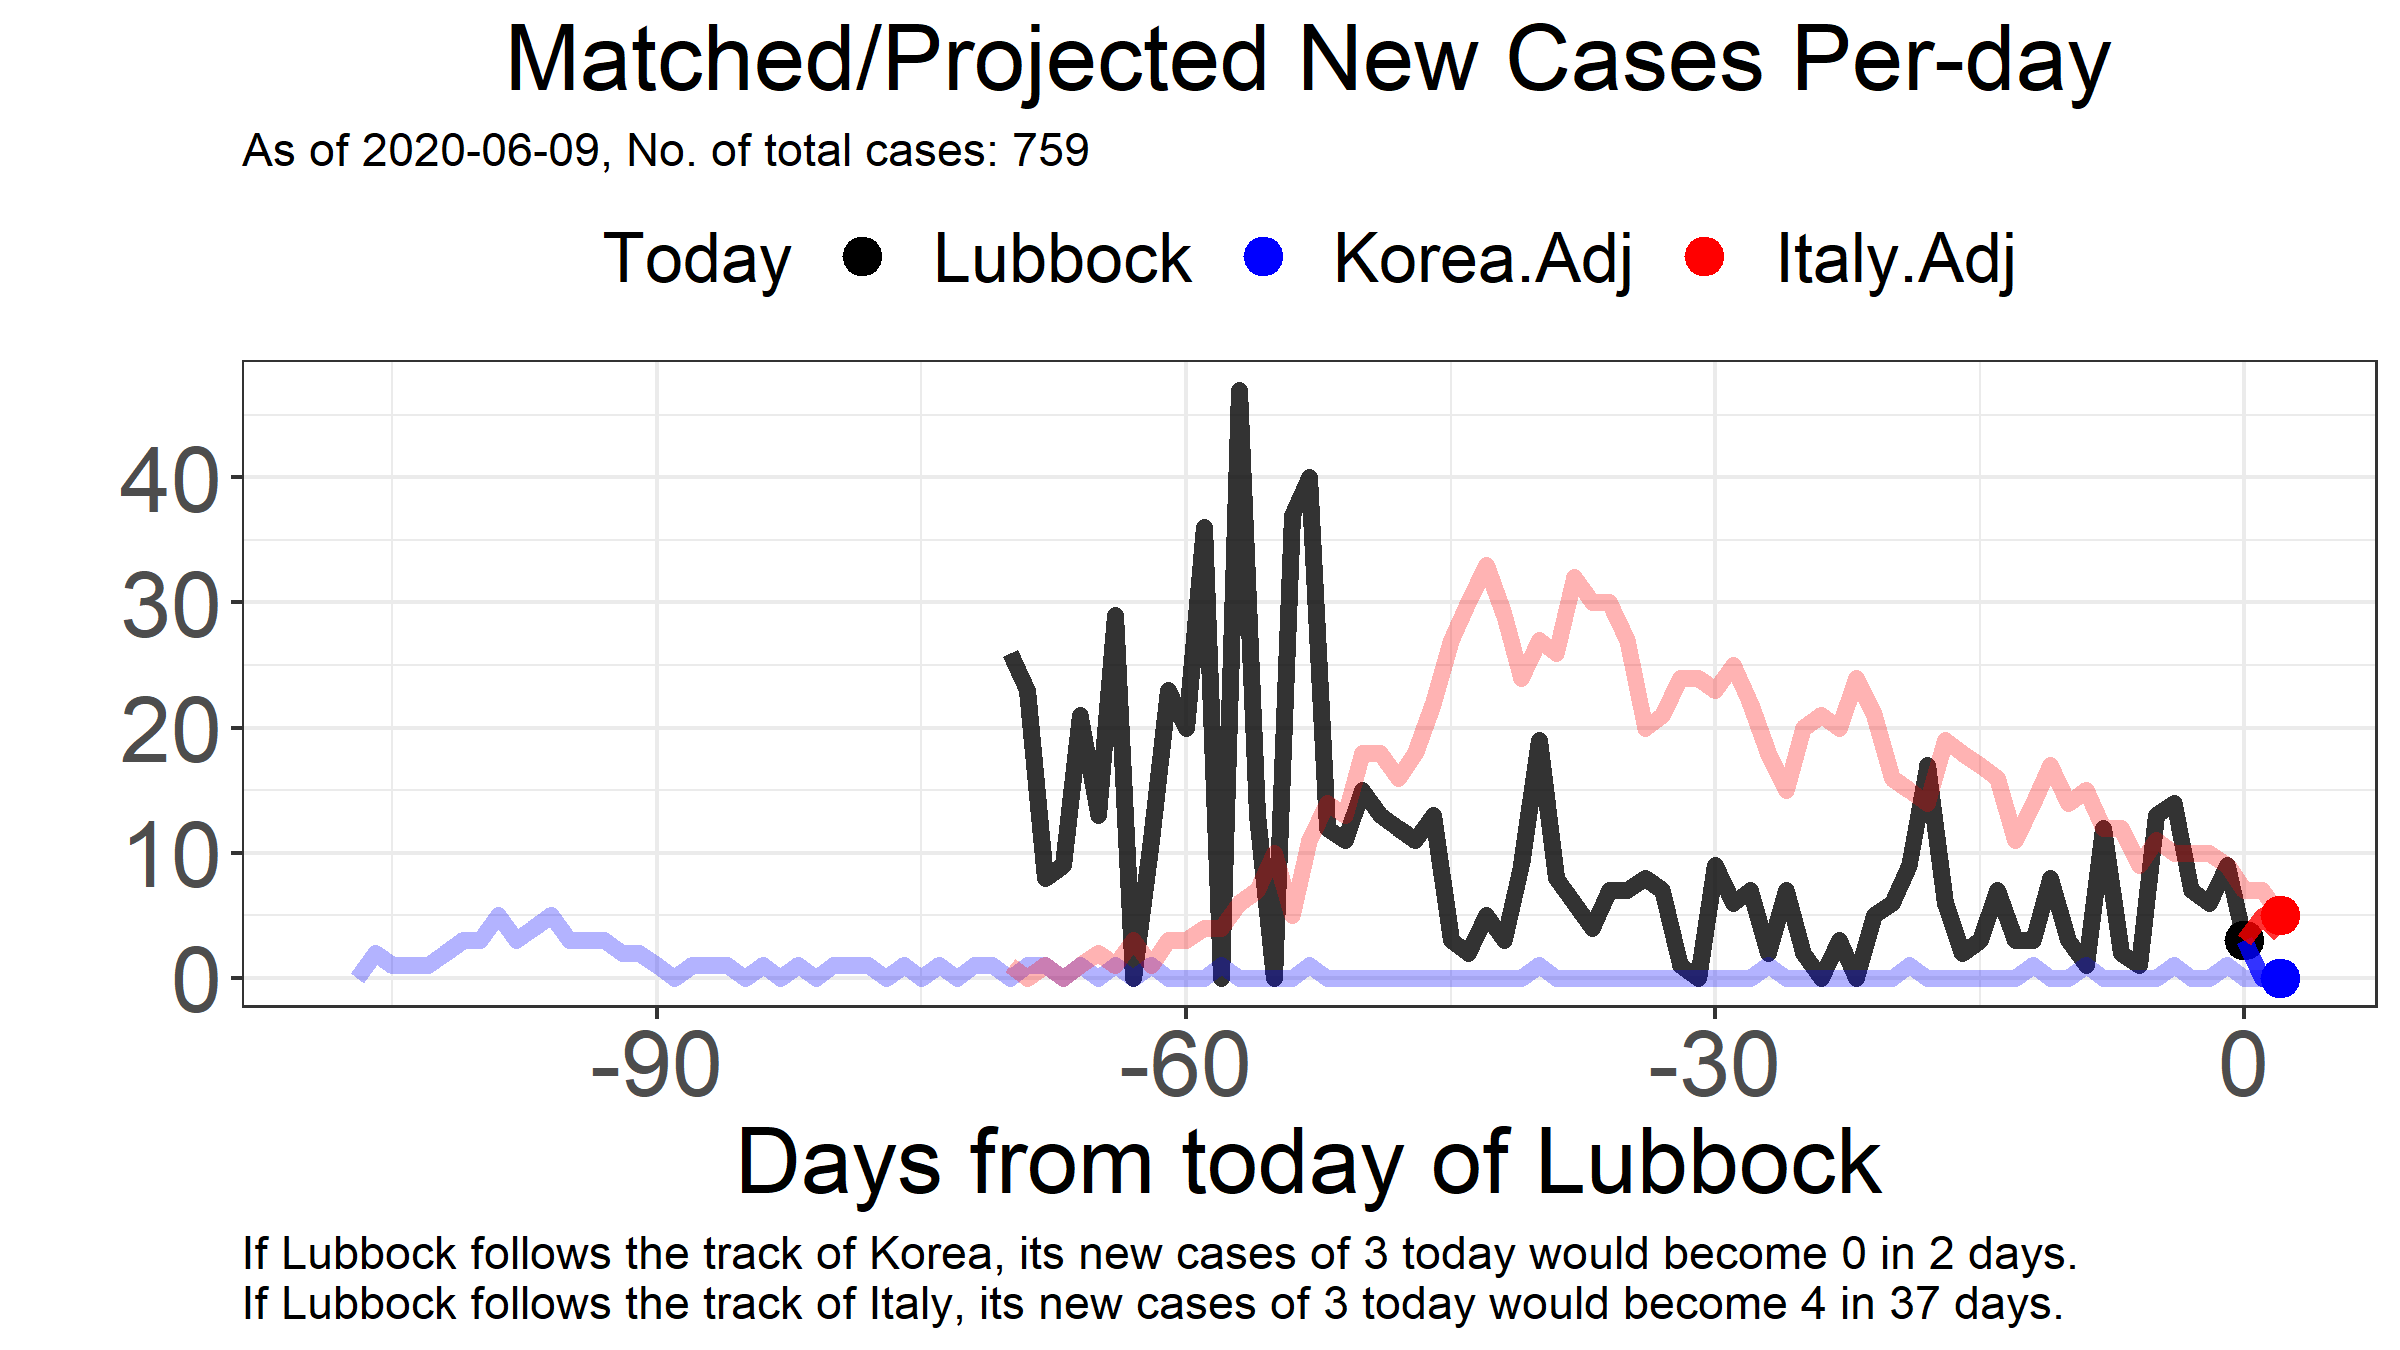 Matched/Projected New Cases Per-day
As of 2020-06-09, No. of total cases: 759
Today Lubbock Korea.Adj Italy.Adj
40
30
20
10
0
-90 -60 -30 0
Days from today of Lubbock
If Lubbock follows the track of Korea, its new cases of 3 today would become 0 in 2 days.
If Lubbock follows the track of Italy, its new cases of 3 today would become 4 in 37 days.